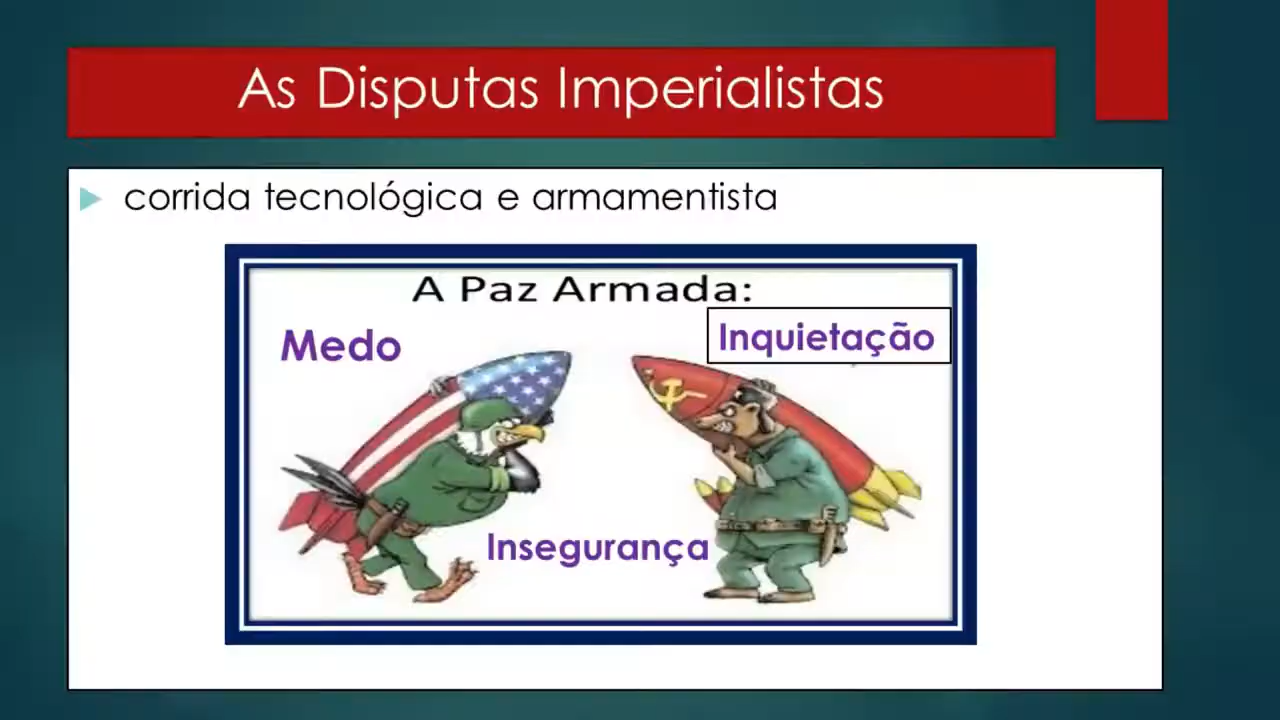 As Disputas Imperialistas
corrida tecnológica e armamentista
A Paz Armada:
Medo
Inquietação
Insegurança